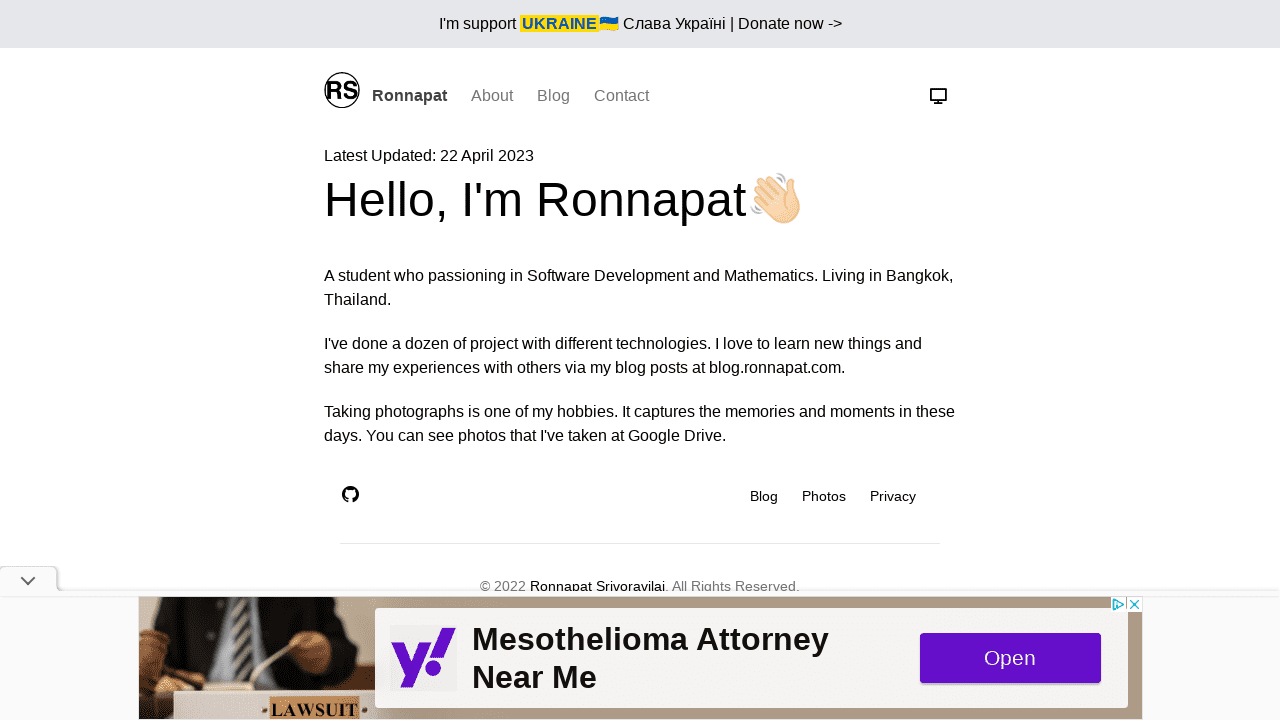 I'm support UKRAINE🇺🇦 Слава Україні | Donate now ->
RS Ronnapat About Blog Contact
Latest Updated: 22 April 2023
Hello, I'm Ronnapat👋🏻
A student who passioning in Software Development and Mathematics. Living in Bangkok,
Thailand.
I've done a dozen of project with different technologies. I love to learn new things and
share my experiences with others via my blog posts at blog.ronnapat.com.
Taking photographs is one of my hobbies. It captures the memories and moments in these
days. You can see photos that I've taken at Google Drive.
Blog Photos Privacy
© 2022 Ronnapat Srivoravilai. All Rights Reserved.
y!
Mesothelioma Attorney
Near Me
Open
LAWSUIT